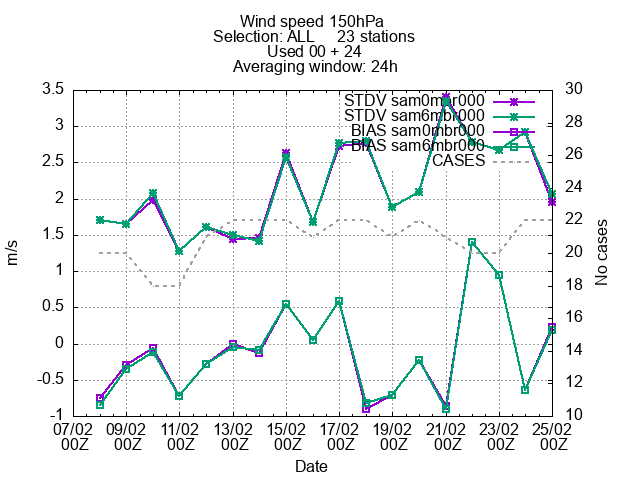 Wind speed 150hPa
Selection: ALL 23 stations
Used 00 + 24
Averaging window: 24h
STDV sam0mbr000
STDV sam6mbr000
BIAS sam0mbr000
BIAS sam6mbr000
CASES
3.5
3
2.5
2
1.5
1
0.5
0
-0.5
-1
m/s
30
28
26
24
22
20
18
16
14
12
10
No cases
07/02 09/02 11/02 13/02 15/02 17/02 19/02 21/02 23/02 25/02
00Z 00Z 00Z 00Z 00Z 00Z 00Z 00Z 00Z 00Z
Date